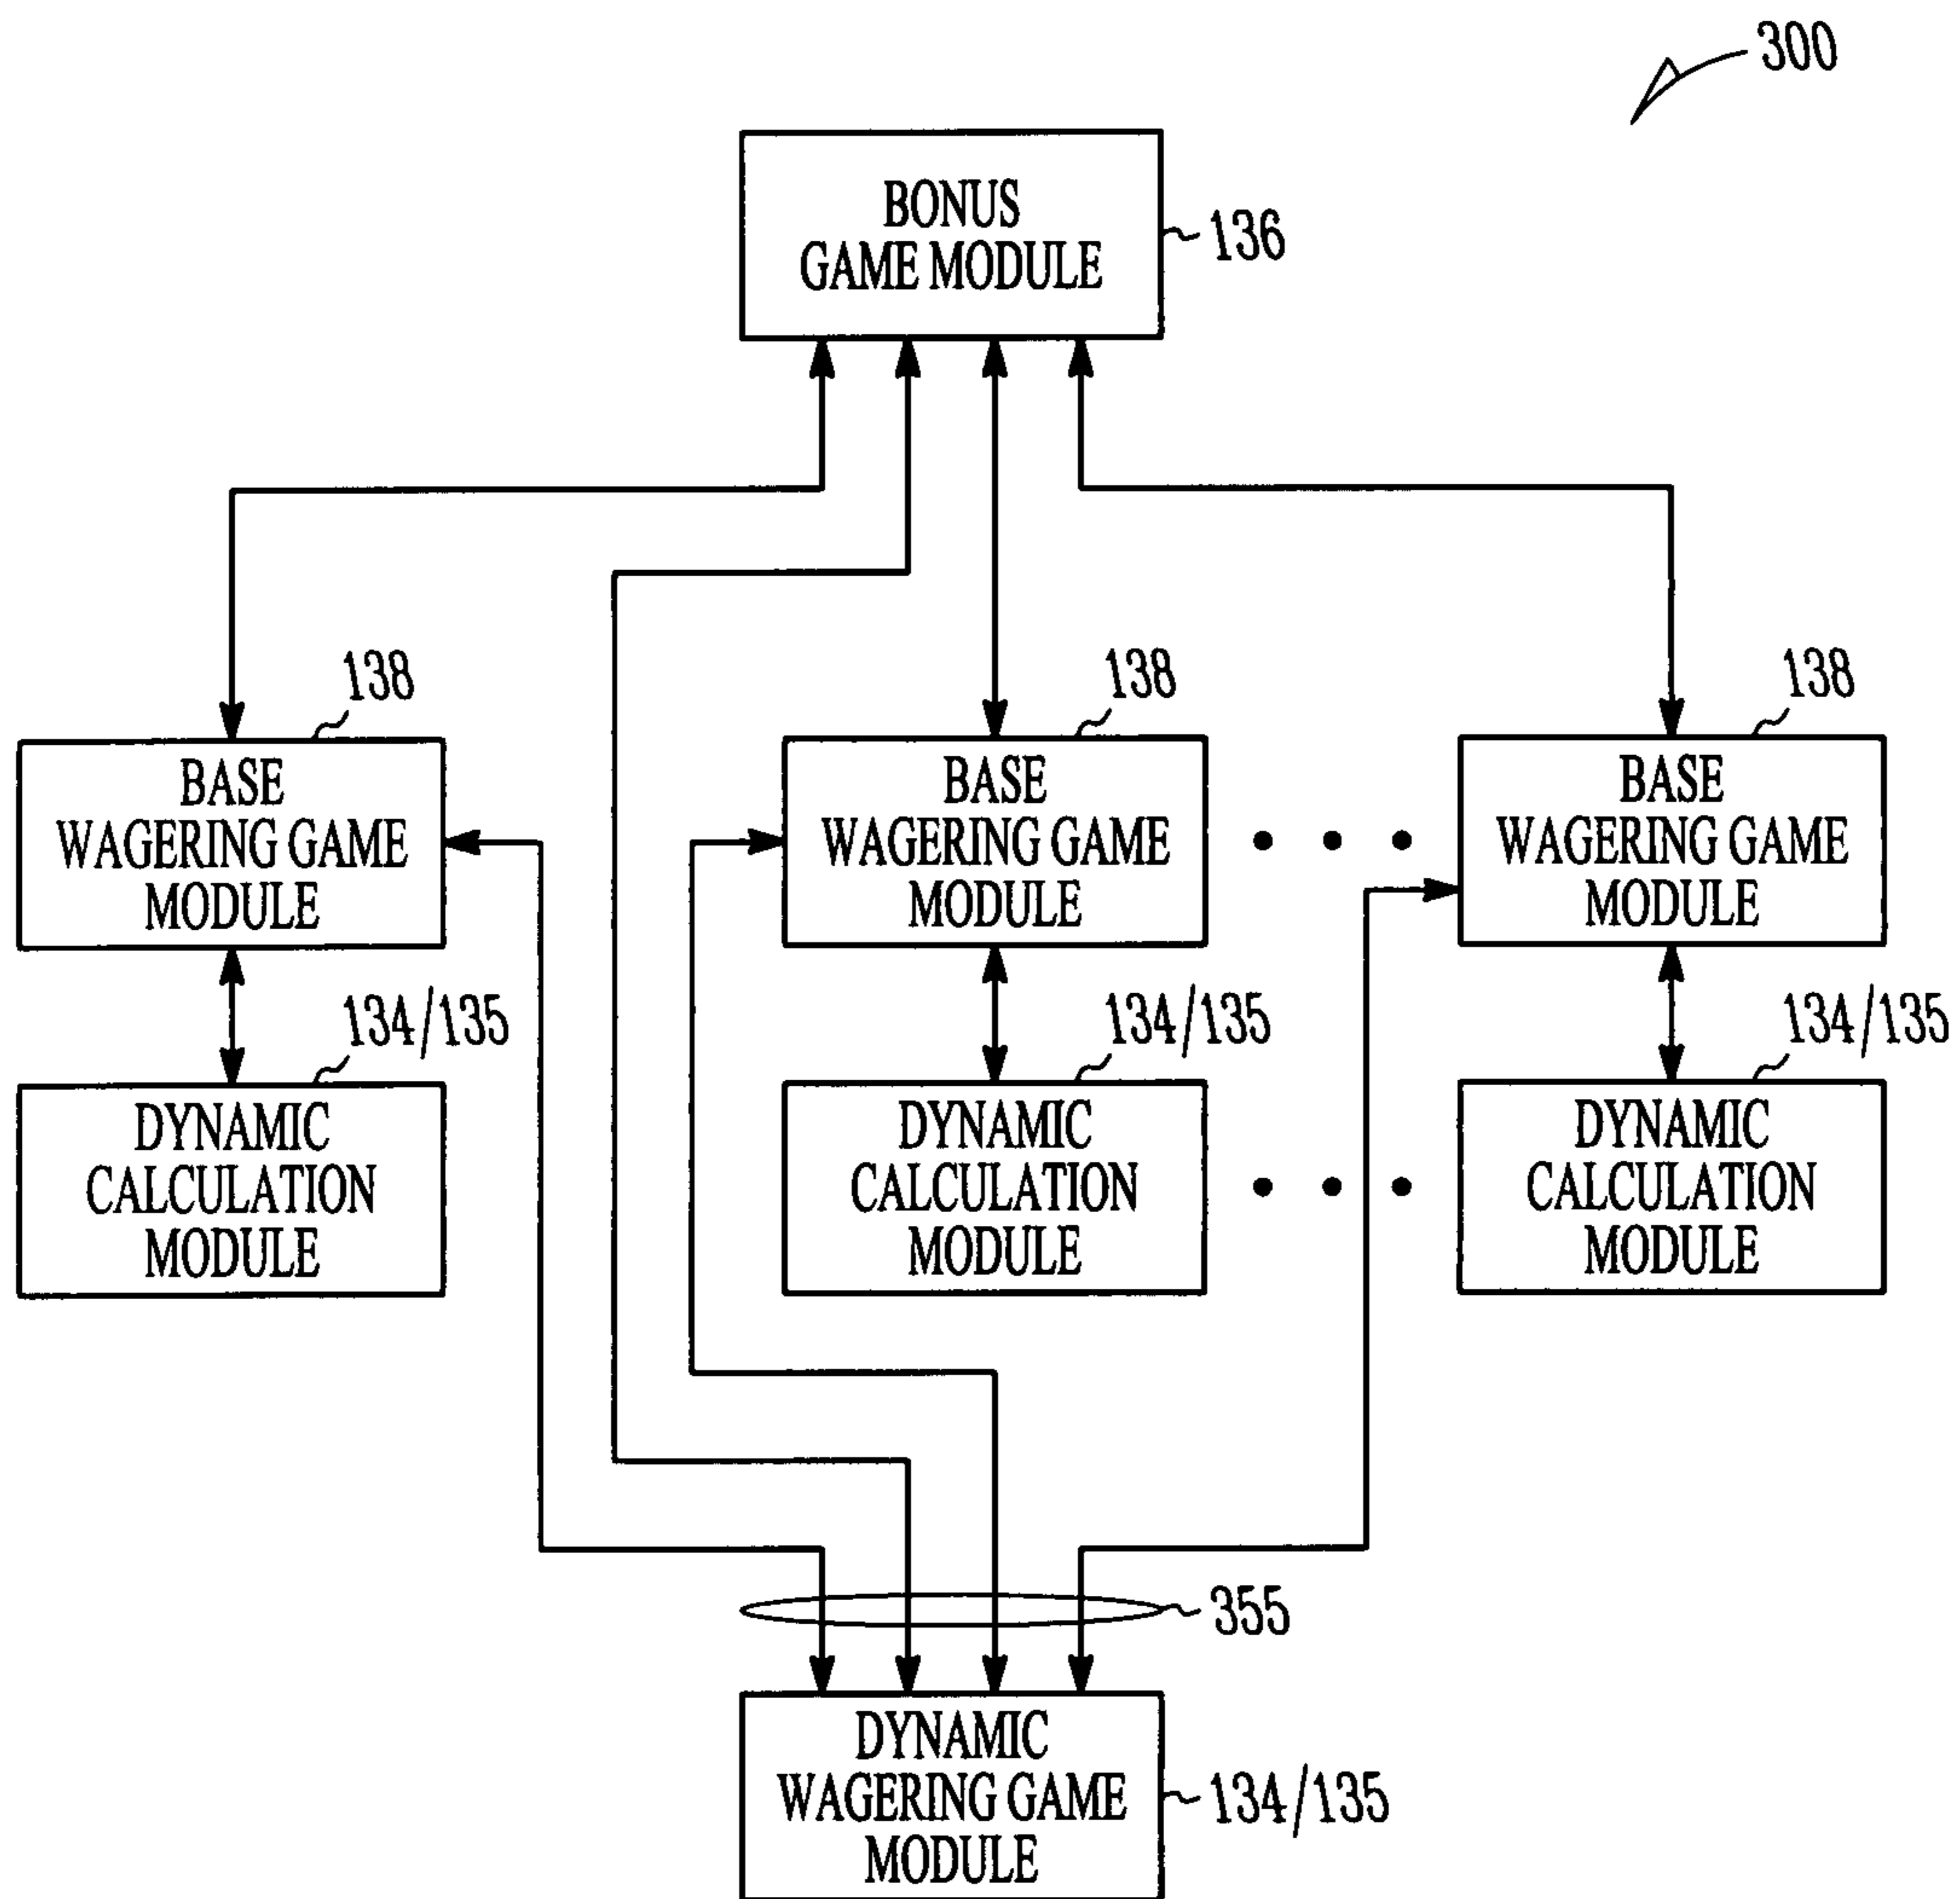 300
BONUS
GAME MODULE
136
138
138
138
BASE
WAGERING GAME
MODULE
BASE
WAGERING GAME
MODULE
BASE
WAGERING GAME
MODULE
134/135
134/135
134/135
DYNAMIC
CALCULATION
MODULE
DYNAMIC
CALCULATION
MODULE
DYNAMIC
CALCULATION
MODULE
355
DYNAMIC
WAGERING GAME
MODULE
134/135